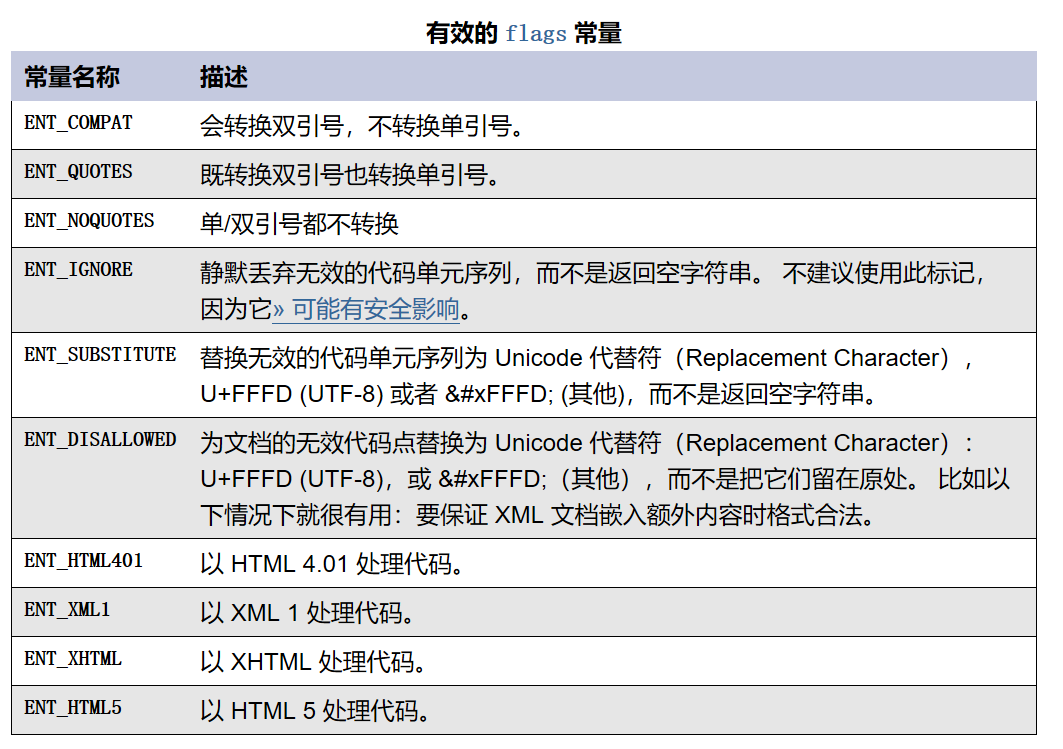 有效的 flags 常量
常量名称 描述
ENT_COMPAT 会转换双引号，不转换单引号。
ENT_QUOTES 既转换双引号也转换单引号。
ENT_NOQUOTES 单/双引号都不转换
ENT_IGNORE 静默丢弃无效的代码单元序列，而不是返回空字符串。 不建议使用此标记，
因为它» 可能有安全影响。
ENT_SUBSTITUTE 替换无效的代码单元序列为 Unicode 代替符（Replacement Character），
U+FFFD (UTF-8) 或者 &#xFFFD; (其他)，而不是返回空字符串。
ENT_DISALLOWED 为文档的无效代码点替换为 Unicode 代替符（Replacement Character）：
U+FFFD (UTF-8)，或 &#xFFFD;（其他），而不是把它们留在原处。 比如以
下情况下就很有用：要保证 XML 文档嵌入额外内容时格式合法。
ENT_HTML401 以 HTML 4.01 处理代码。
ENT_XML1 以 XML 1 处理代码。
ENT_XHTML 以 XHTML 处理代码。
ENT_HTML5 以 HTML 5 处理代码。